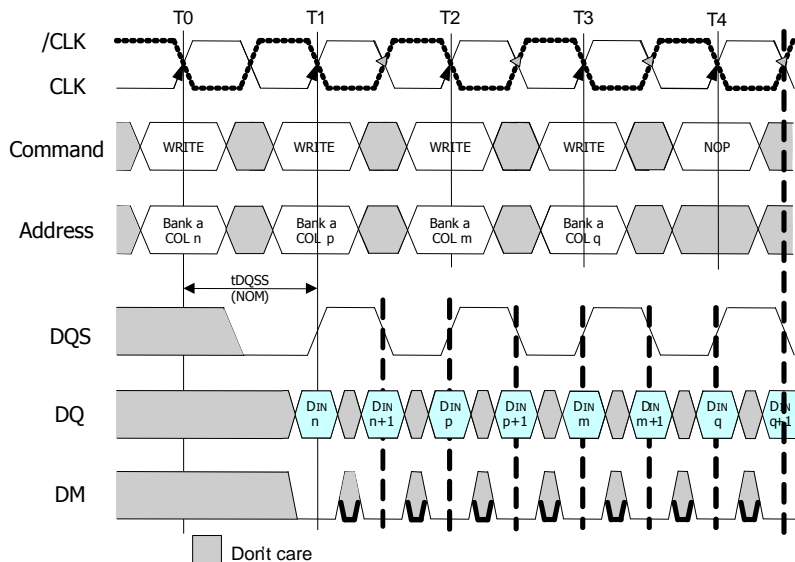 T0 T1 T2 T3 T4
/CLK
CLK
Command WRITE WRITE WRITE WRITE NOP
Address Bank a COL n Bank a COL p Bank a COL m Bank a COL q
tDQSS
(NOM)
DQS
DQ DIN n DIN n+1 DIN p DIN p+1 DIN m DIN m+1 DIN q DIN q+1
DM
Don't care